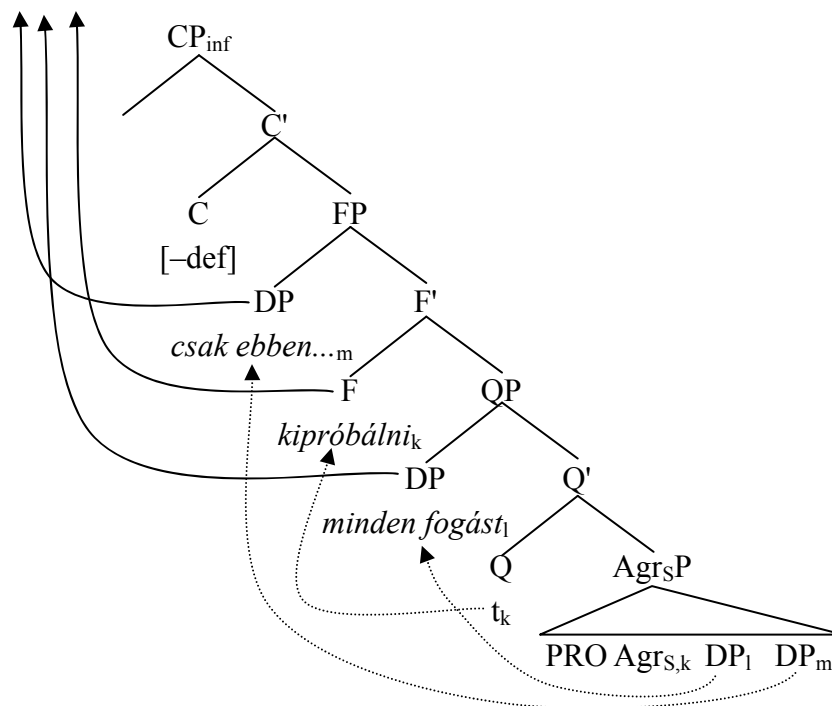 CPinf
C'
C FP
[–def]
DP F'
csak ebben...m
F QP
kipróbálnik
DP Q'
minden fogástl
Q AgrSP
tk
PRO AgrS,k DPl DPm